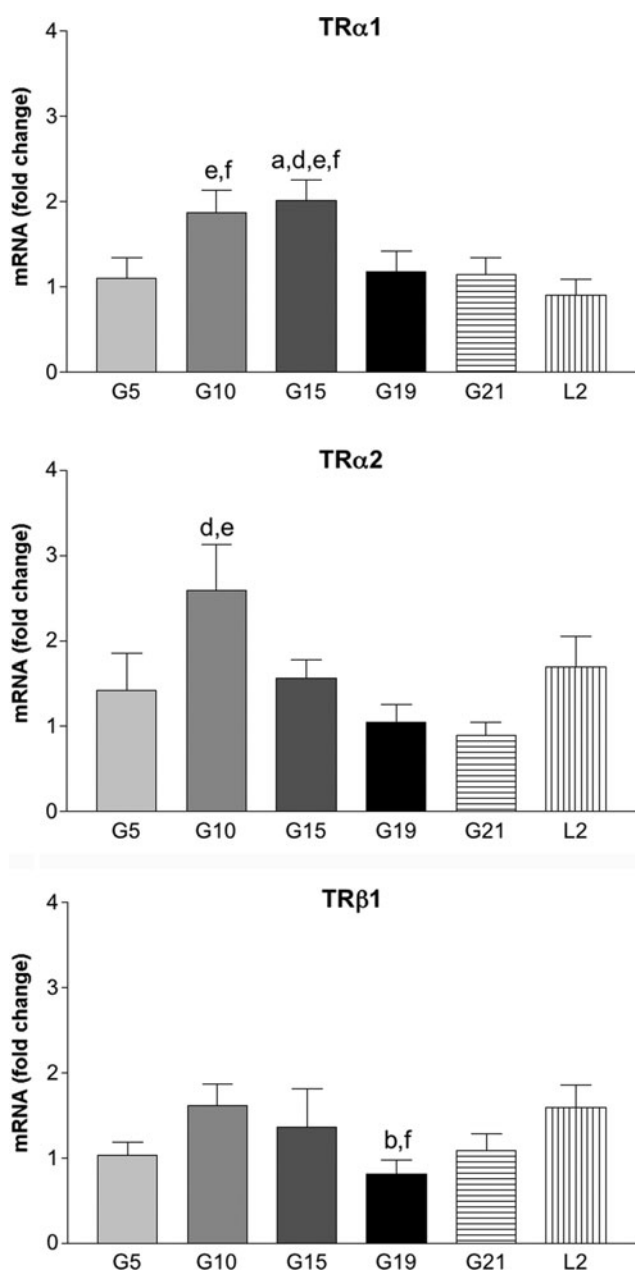 TRα1
mRNA (fold change)
4
3
2
1
0
e,f
a,d,e,f
G5 G10 G15 G19 G21 L2
TRα2
mRNA (fold change)
4
3
2
1
0
d,e
G5 G10 G15 G19 G21 L2
TRβ1
mRNA (fold change)
4
3
2
1
0
b,f
G5 G10 G15 G19 G21 L2